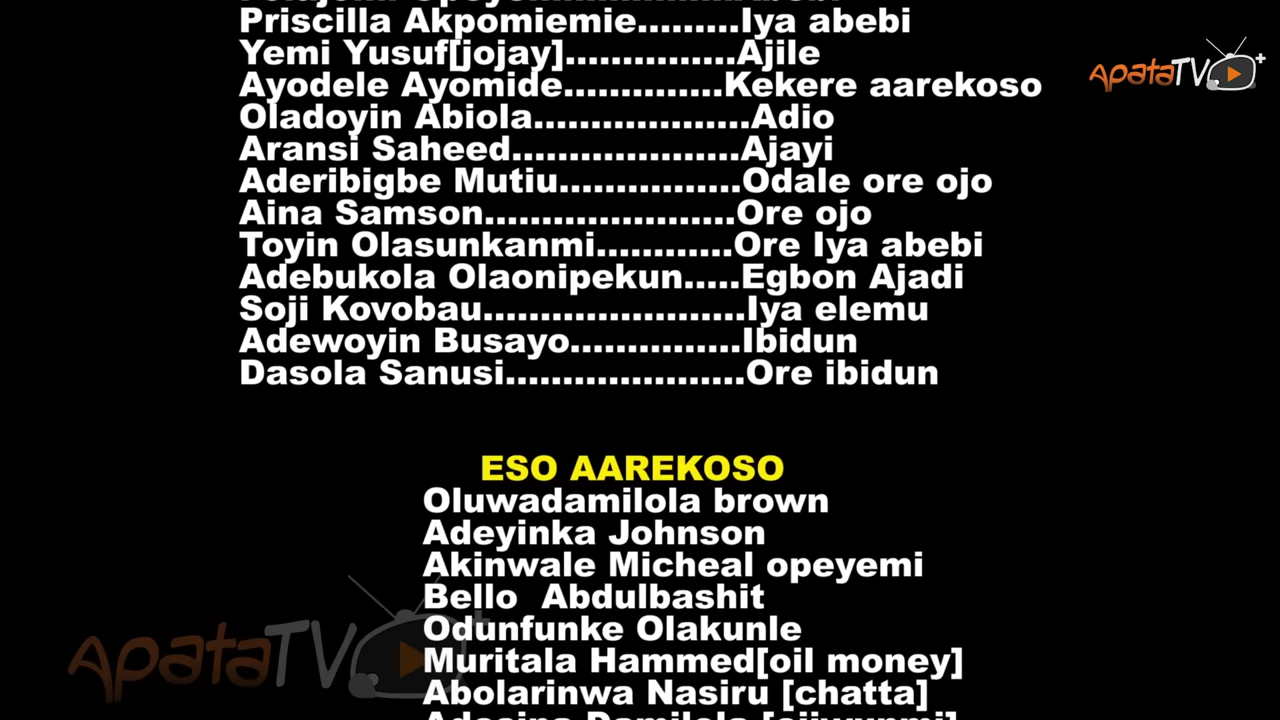 Priscilla Akpomiemie.........Iya abebi
Yemi Yusuf[jojay]...............Ajile
Ayodele Ayomide..............Kekere aarekoso
Oladoyin Abiola...................Adio
Aransi Saheed....................Ajayi
Aderibigbe Mutiu................Odale ore ojo
Aina Samson......................Ore ojo
Toyin Olasunkanmi............Ore Iya abebi
Adebukola Olaonipekun.....Egbon Ajadi
Soji Kovobau.......................Iya elemu
Adewoyin Busayo...............Ibidun
Dasola Sanusi.....................Ore ibidun
ESO AAREKOSO
Oluwadamilola brown
Adeyinka Johnson
Akinwale Micheal opeyemi
Bello  Abdulbashit
Odunfunke Olakunle
Muritala Hammed[oil money]
Abolarinwa Nasiru [chatta]
ApataTV+
ApataTV+